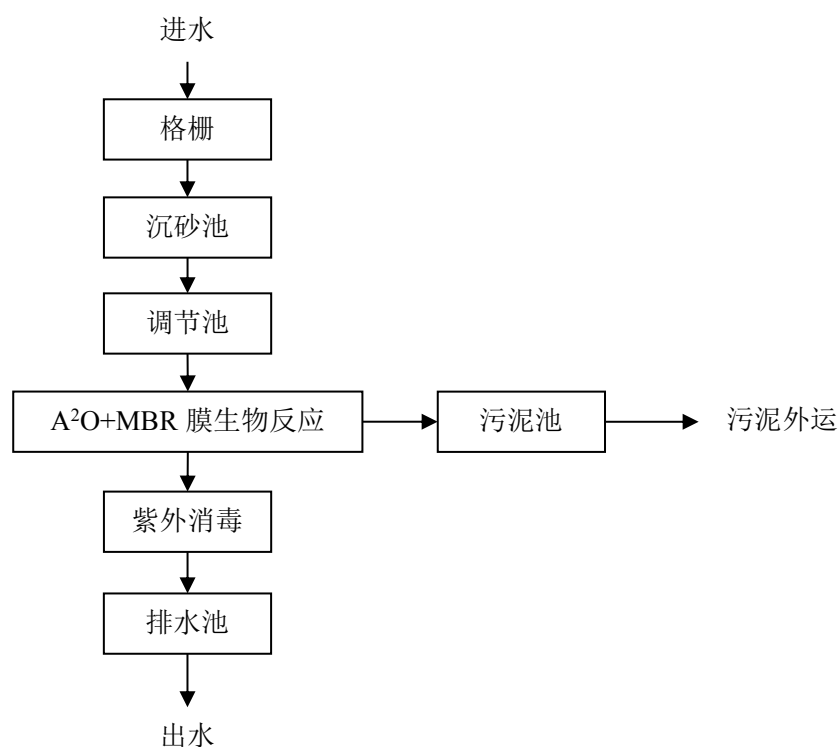 进水
格栅
沉砂池
调节池
A²O+MBR 膜生物反应
污泥池
污泥外运
紫外消毒
排水池
出水